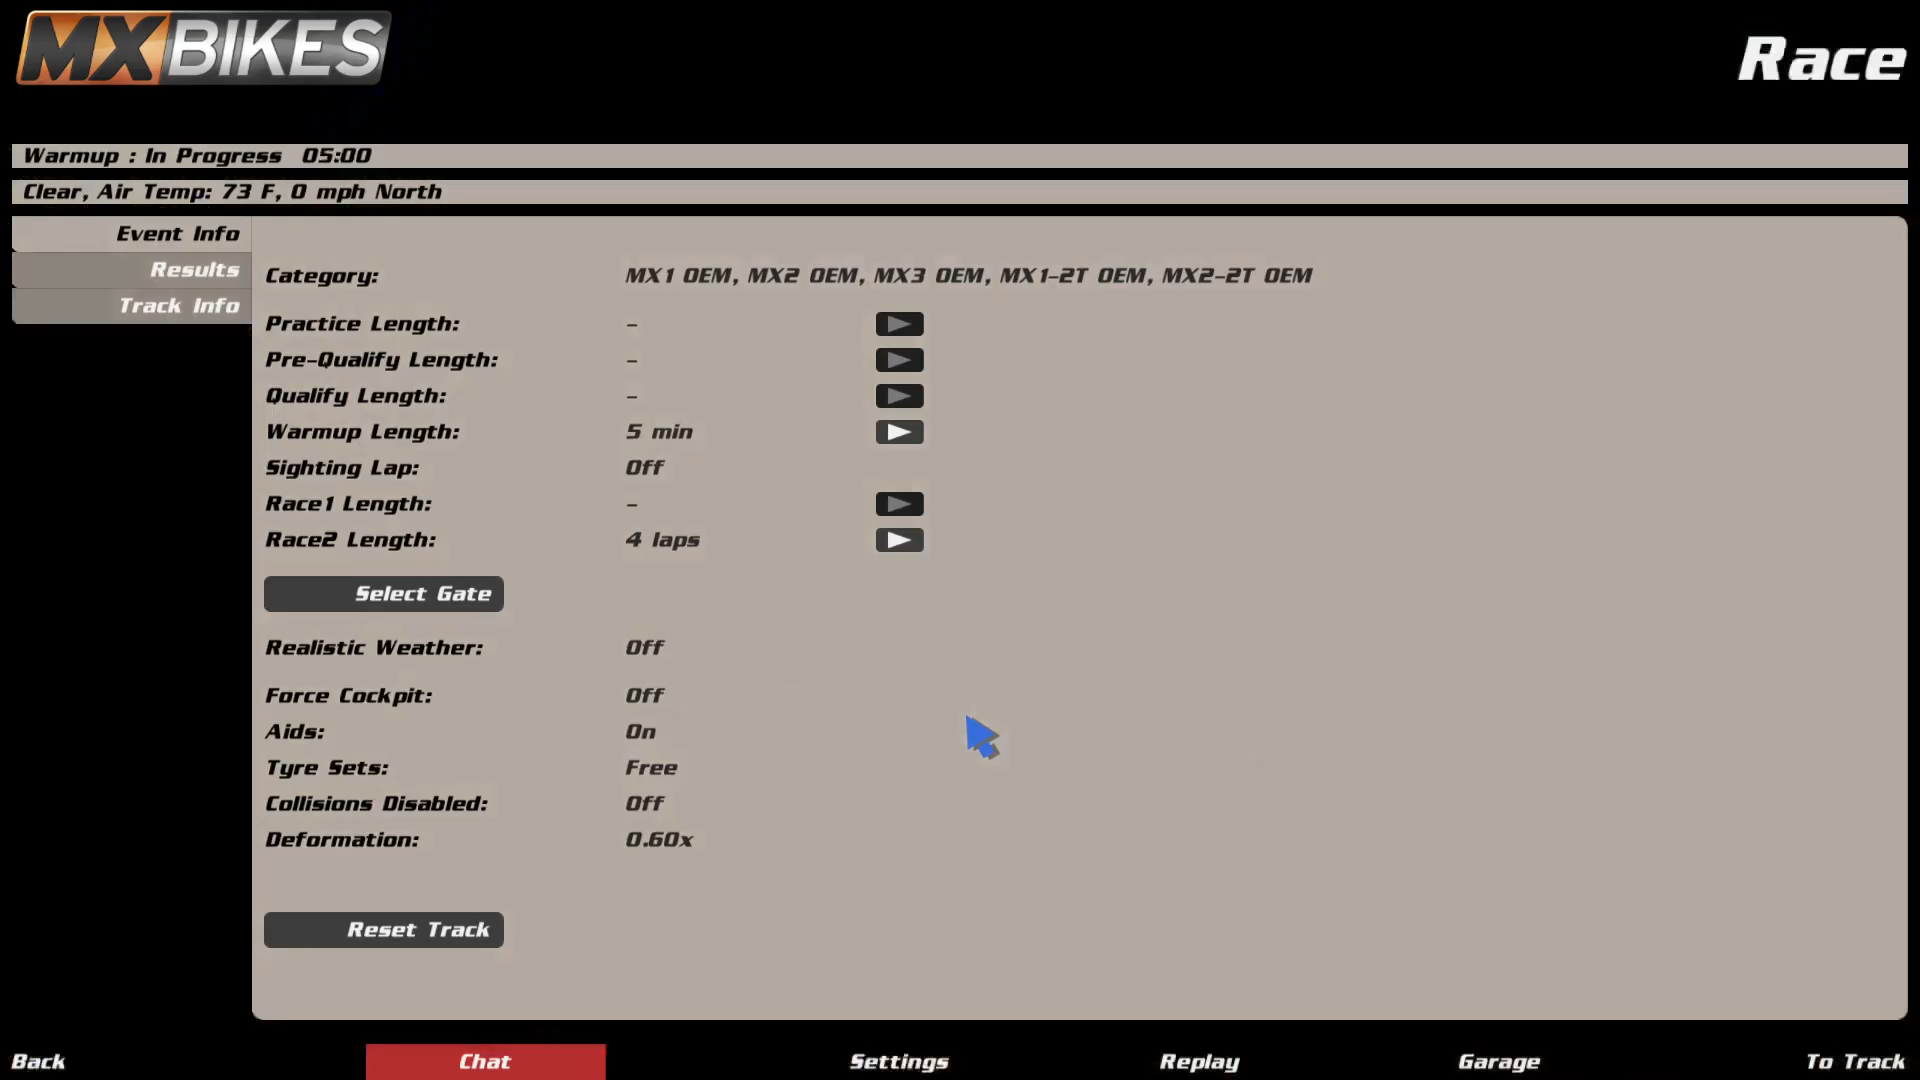 MXBIKES
Race
Warmup : In Progress 05:00
Clear, Air Temp: 73 F, 0 mph North
Event Info
Results
Track Info
Category: MX1 OEM, MX2 OEM, MX3 OEM, MX1-2T OEM, MX2-2T OEM
Practice Length: -
Pre-Qualify Length: -
Qualify Length: -
Warmup Length: 5 min
Sighting Lap: Off
Race1 Length: -
Race2 Length: 4 laps
Select Gate
Realistic Weather: Off
Force Cockpit: Off
Aids: On
Tyre Sets: Free
Collisions Disabled: Off
Deformation: 0.60x
Reset Track
Back Chat Settings Replay Garage To Track